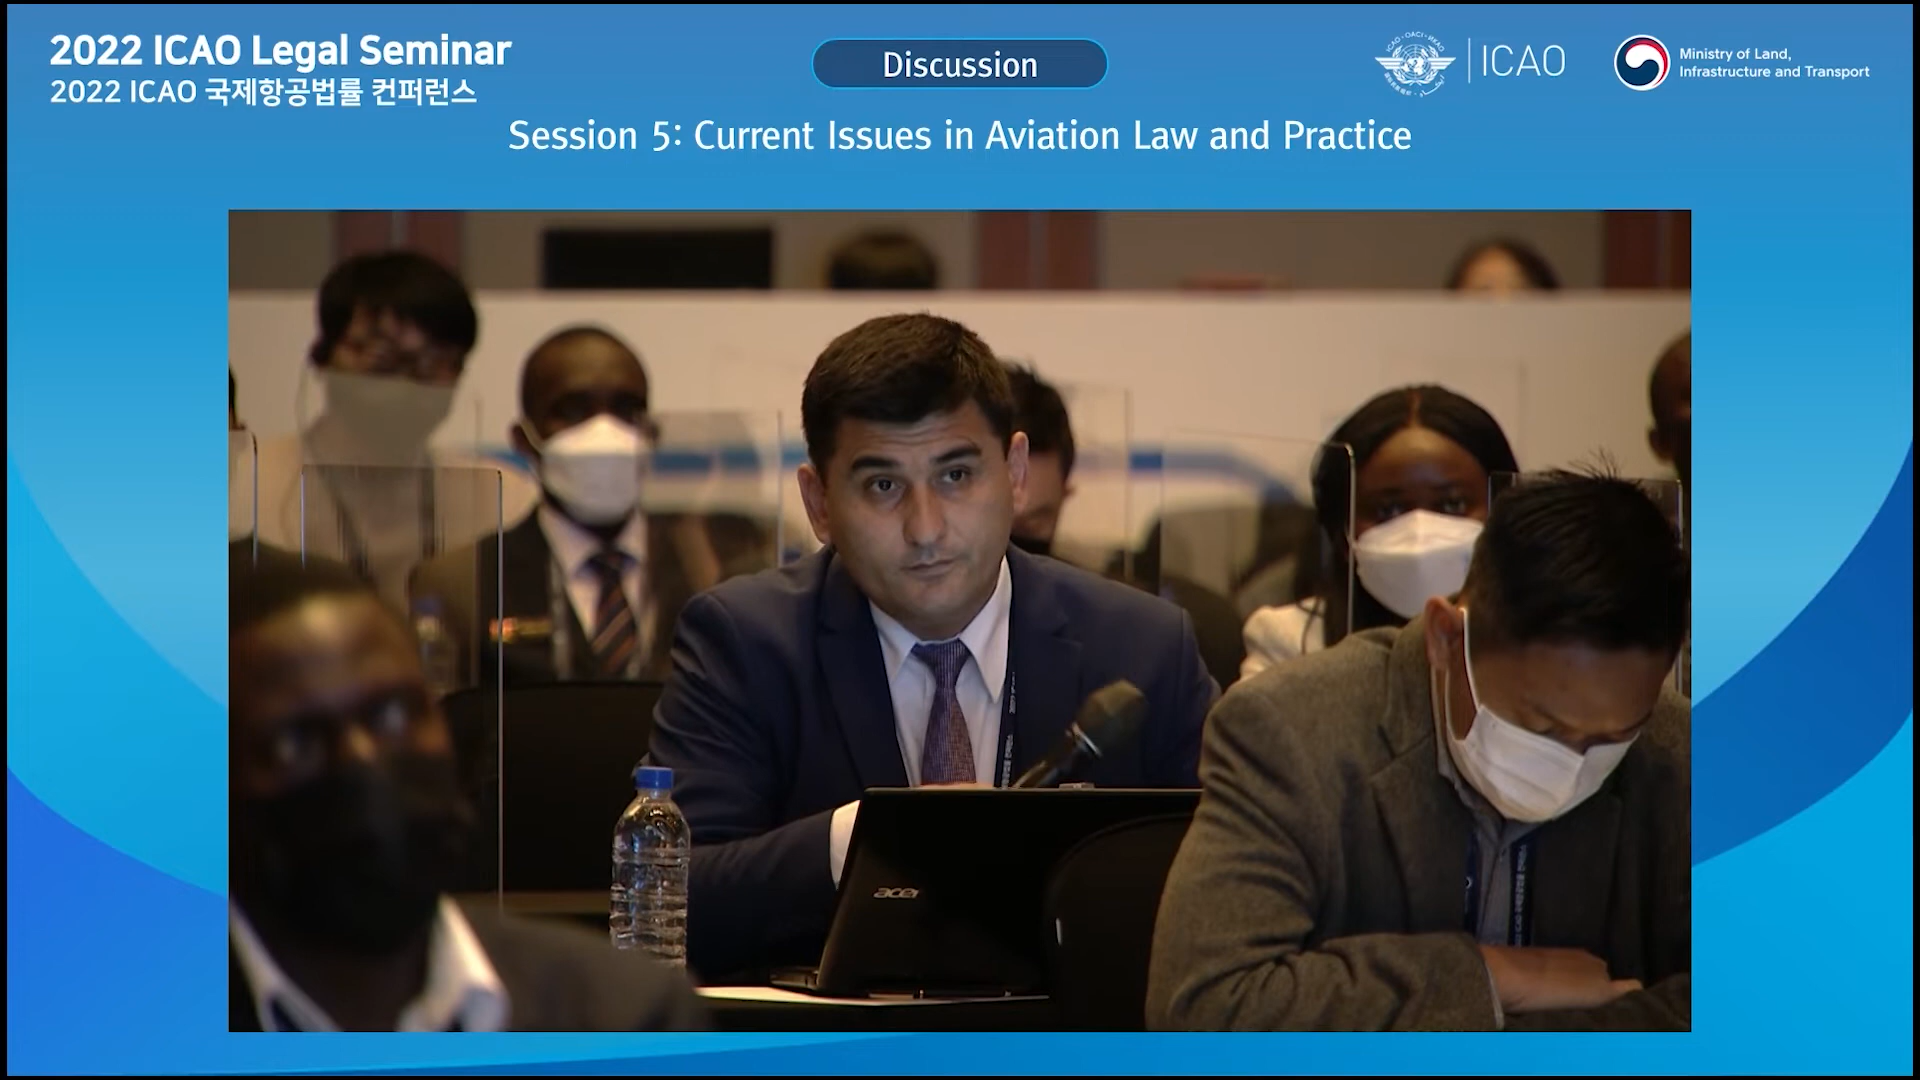 2022 ICAO Legal Seminar
2022 ICAO 국제항공법률 컨퍼런스
Discussion
ICAO
Ministry of Land,
Infrastructure and Transport
Session 5: Current Issues in Aviation Law and Practice
acer